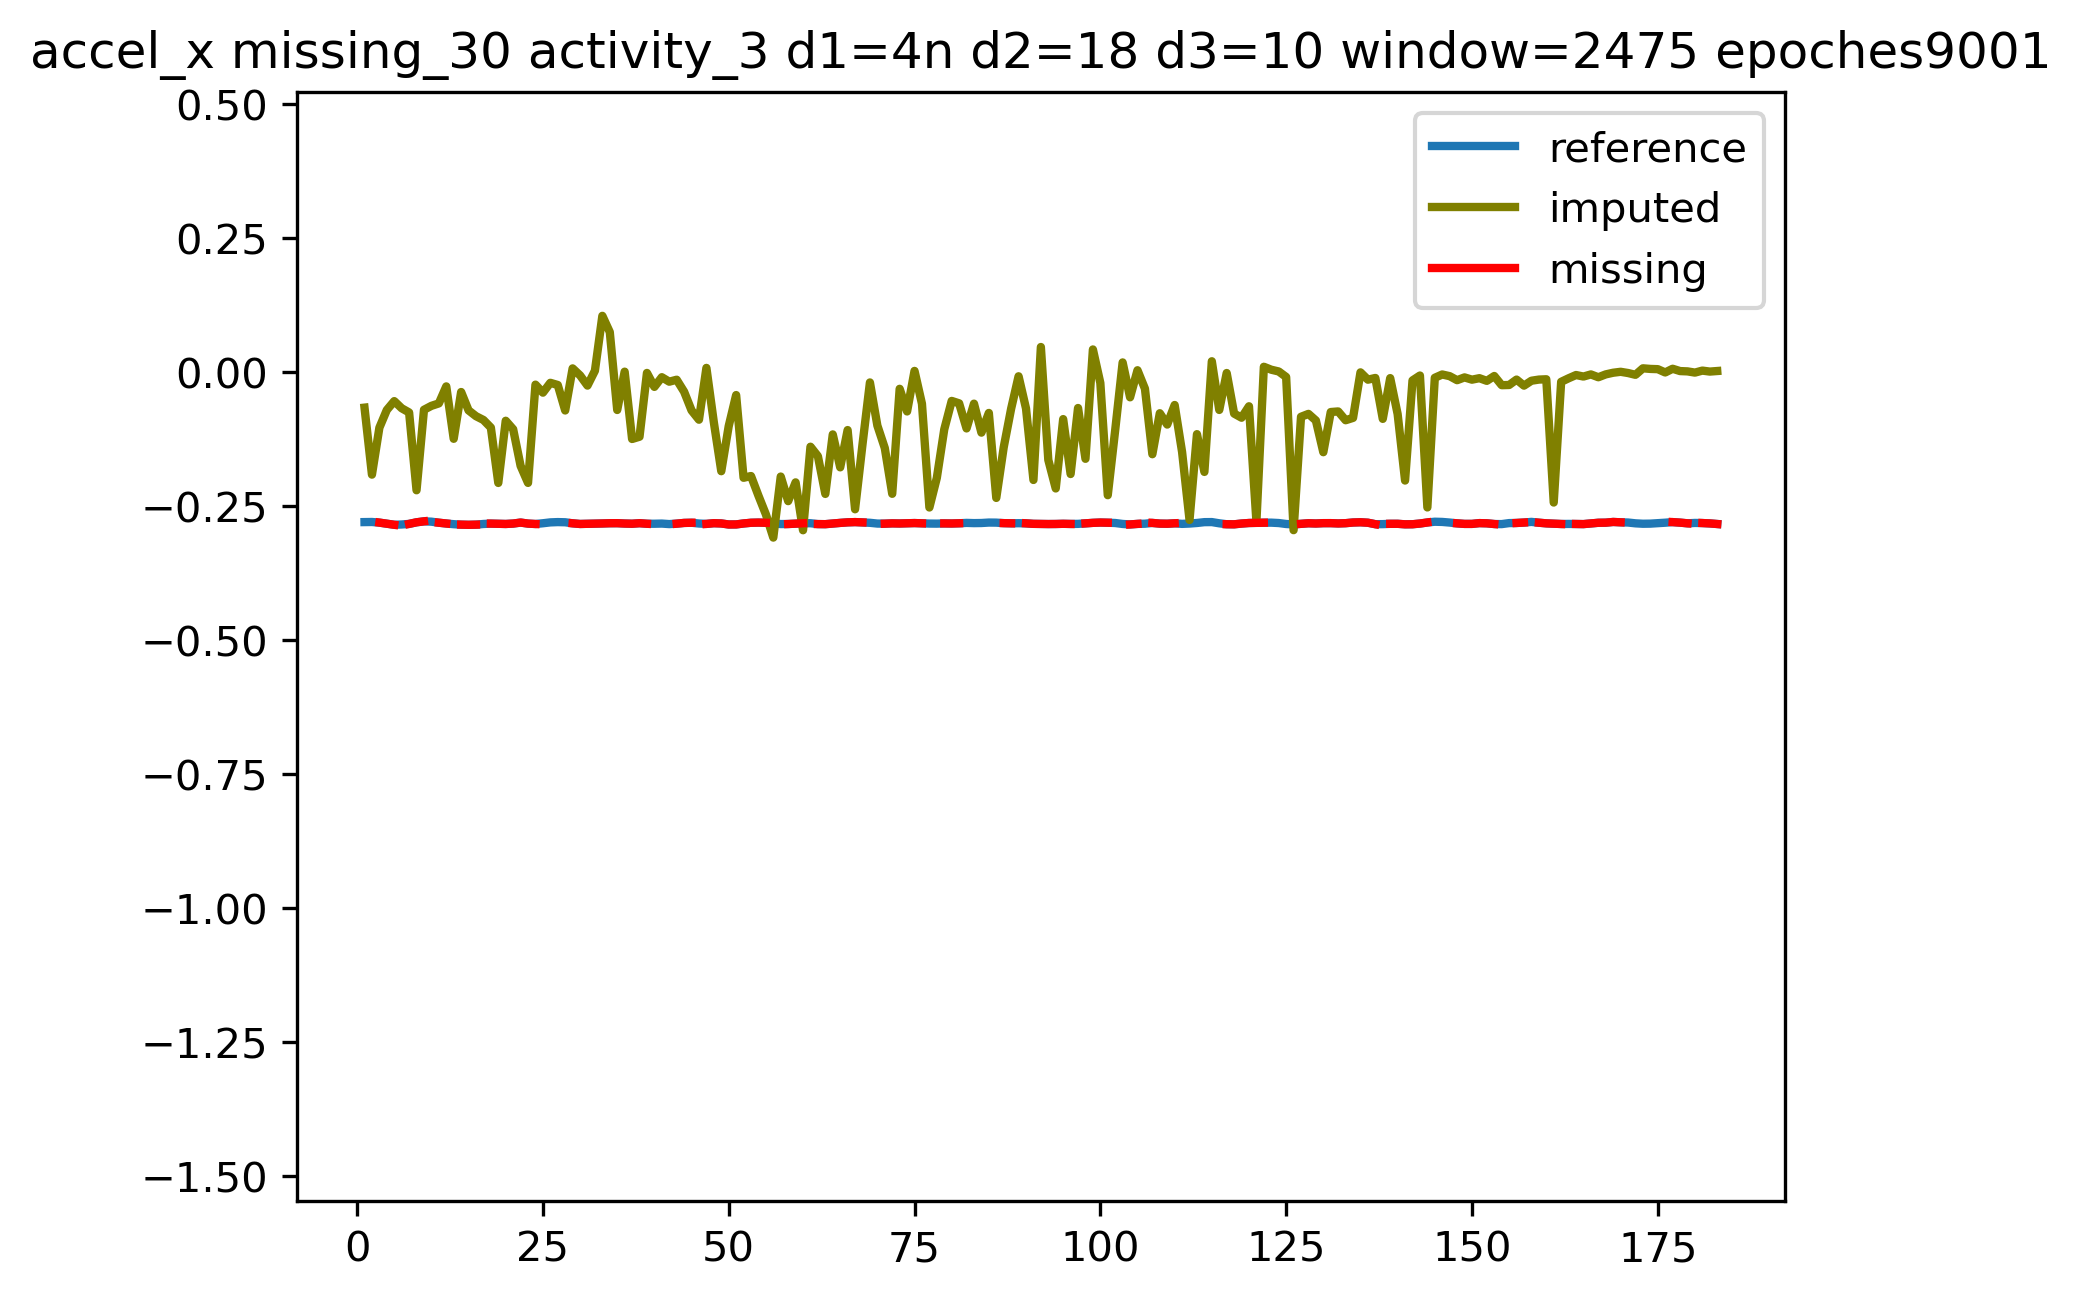 accel_x missing_30 activity_3 d1=4n d2=18 d3=10 window=2475 epoches9001
0.50
0.25
0.00
−0.25
−0.50
−0.75
−1.00
−1.25
−1.50
reference
imputed
missing
0 25 50 75 100 125 150 175